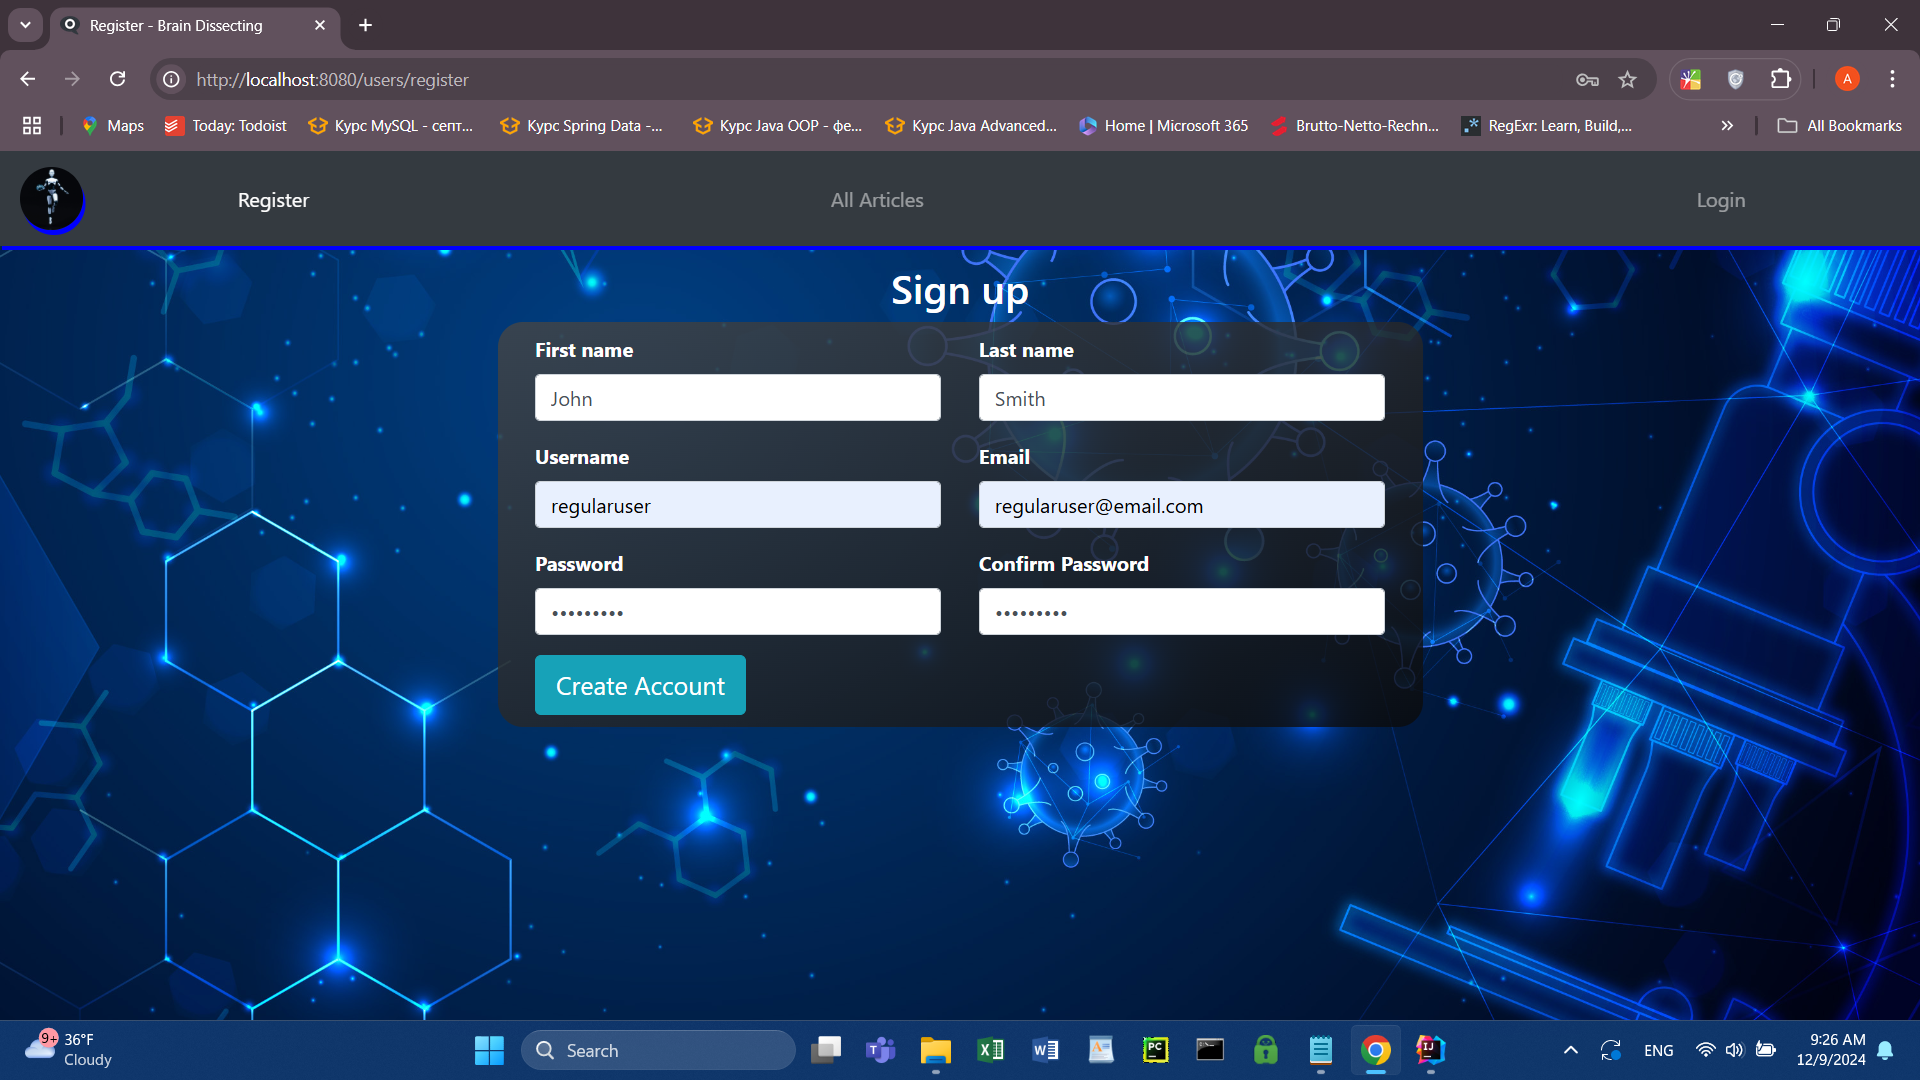 Register - Brain Dissecting
http://localhost:8080/users/register
A
Maps
Today: Todoist
Курс MySQL - септ...
Курс Spring Data -...
Курс Java OOP - фе...
Курс Java Advanced...
Home | Microsoft 365
Brutto-Netto-Rechn...
RegExr: Learn, Build,...
All Bookmarks
Register
All Articles
Login
Sign up
First name
Last name
John
Smith
Username
Email
regularuser
regularuser@email.com
Password
Confirm Password
•••••••••
•••••••••
Create Account
9+
36°F
Cloudy
Search
ENG
9:26 AM
12/9/2024